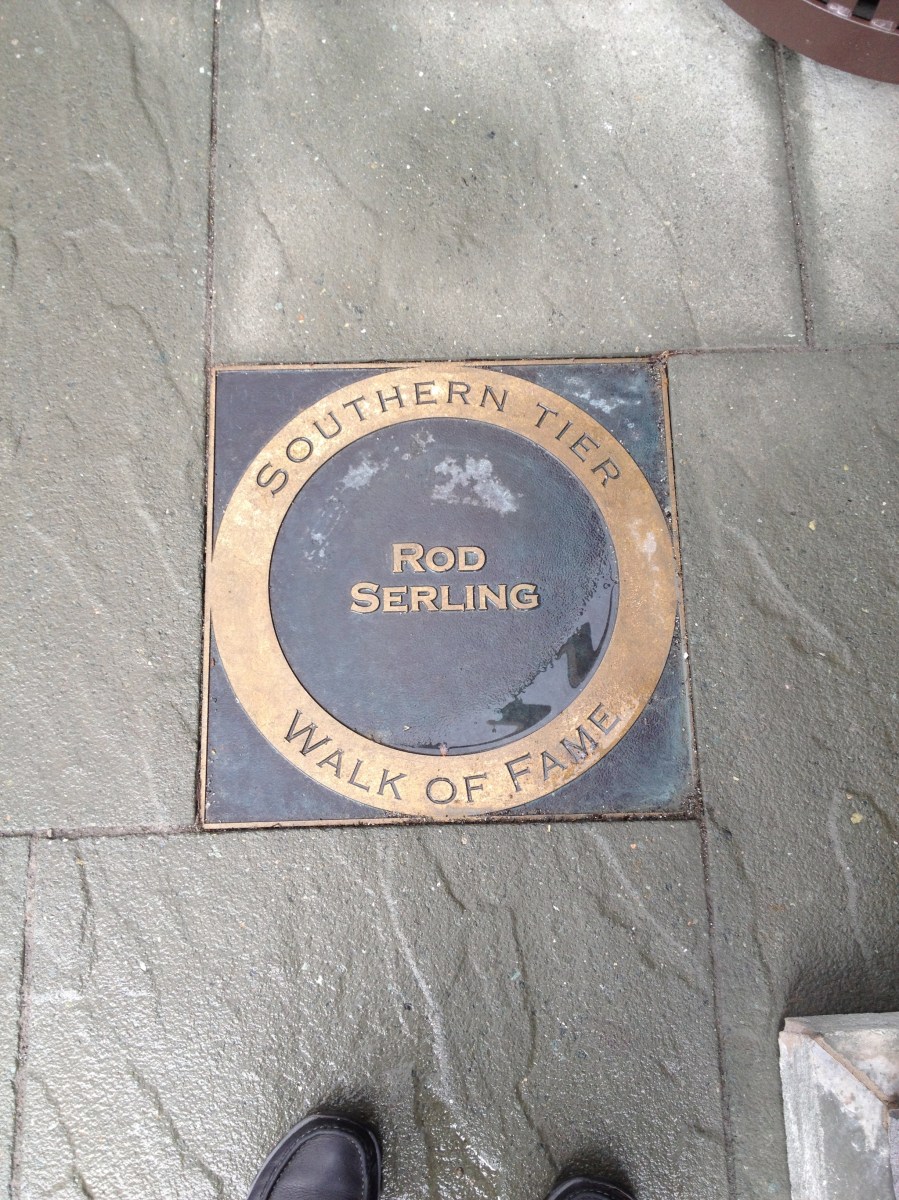 SOUTHERN TIER
ROD
SERLING
WALK OF FAME